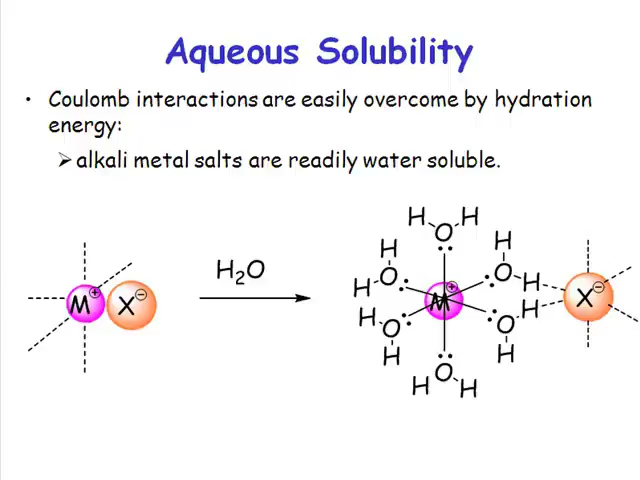 Aqueous Solubility
• Coulomb interactions are easily overcome by hydration
energy:
➢ alkali metal salts are readily water soluble.
M⊕ X⊖
H₂O
M⊕
H O H
H O H
H O H
H O H
H O H
H O H
X⊖